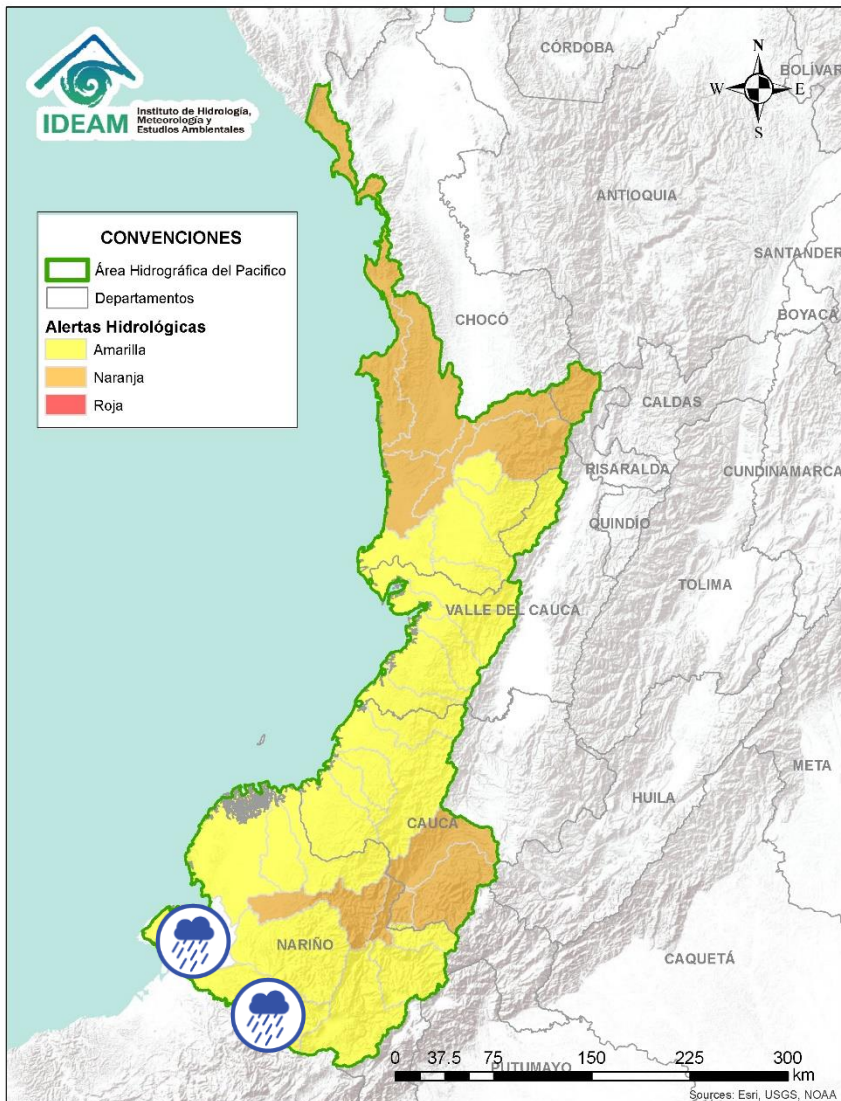 IDEAM
Instituto de Hidrología,
Meteorología y
Estudios Ambientales
CÓRDOBA
BOLÍVAR
N
W
E
S
ANTIOQUIA
SANTANDER
BOYACA
CHOCÓ
CALDAS
RISARALDA
CUNDINAMARCA
QUINDÍO
TOLIMA
VALLE DEL CAUCA
META
HUILA
CAUCA
NARIÑO
CAQUETÁ
PUTUMAYO
CONVENCIONES
Área Hidrográfica del Pacifico
Departamentos
Alertas Hidrológicas
Amarilla
Naranja
Roja
0 37.5 75 150 225 300
km
Sources: Esri, USGS, NOAA